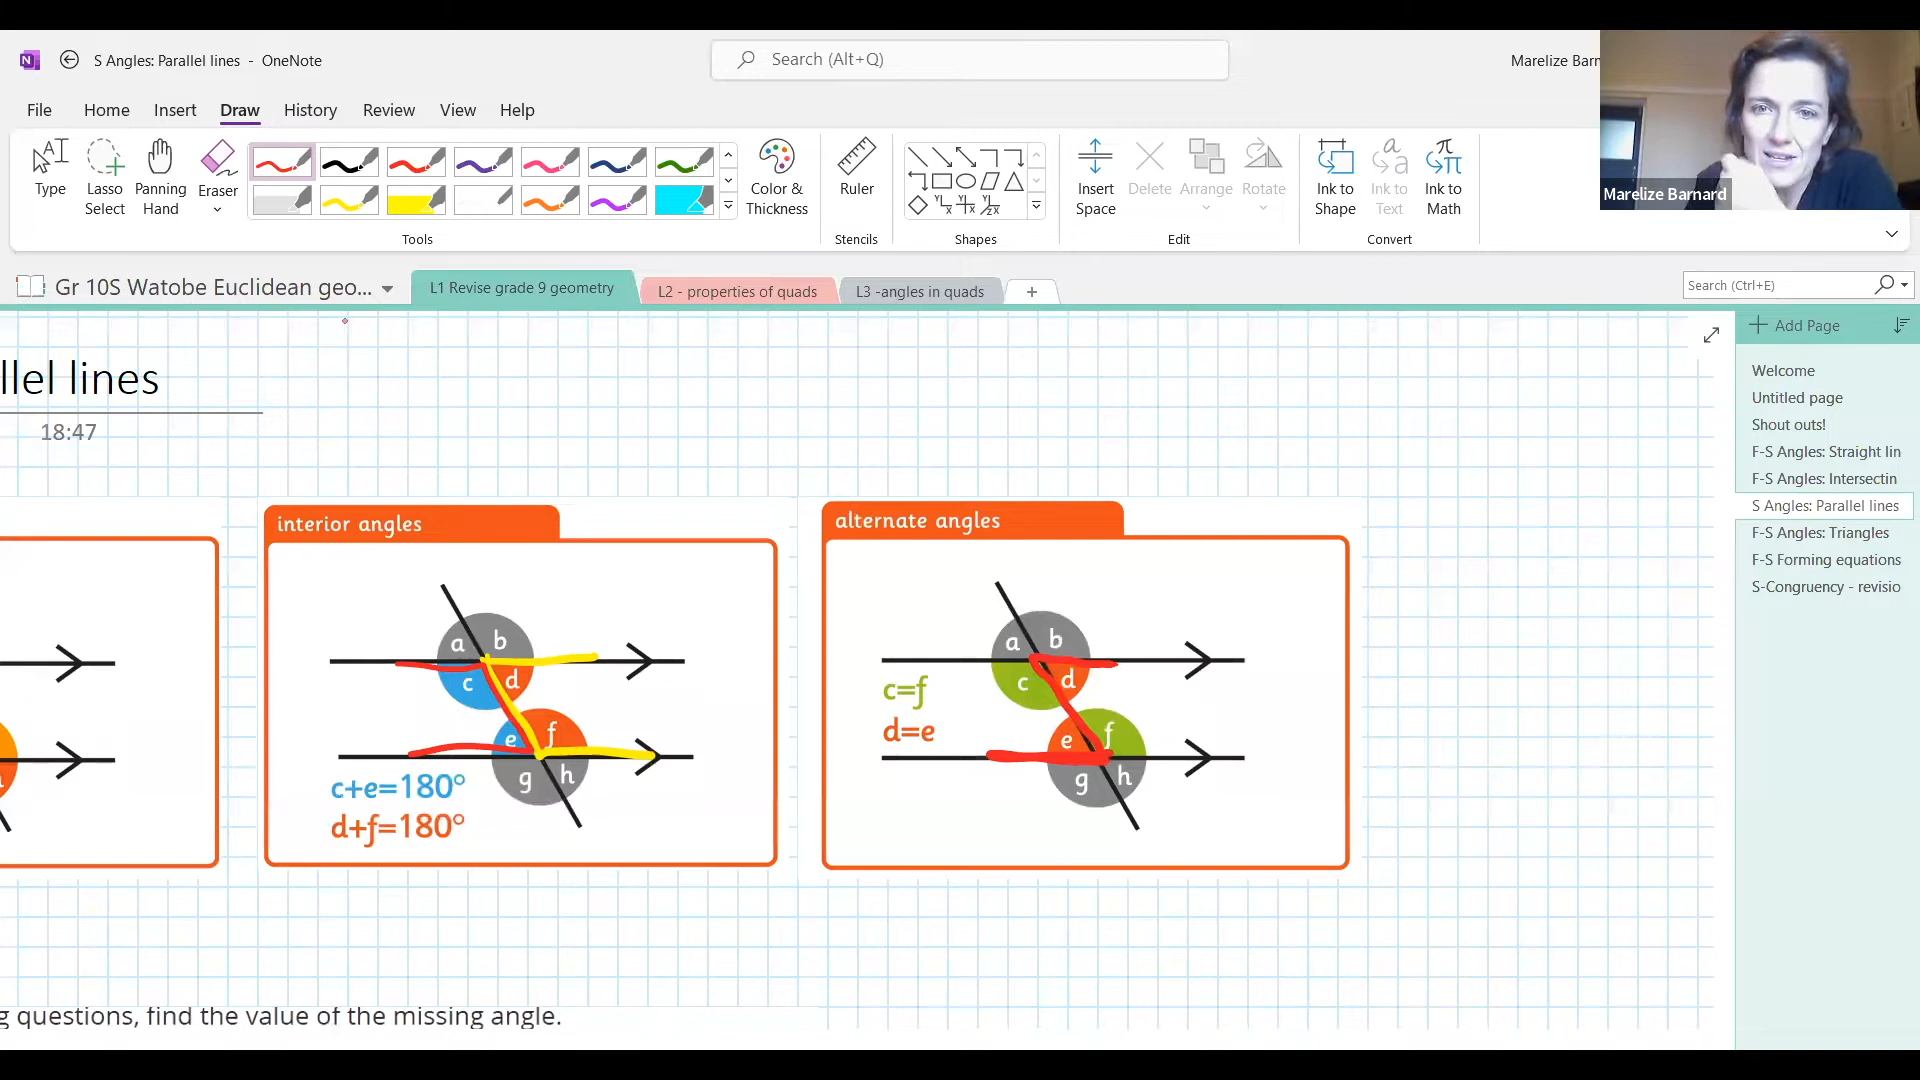 S Angles: Parallel lines - OneNote
Search (Alt+Q)
Marelize Barn
Marelize Barnard
File Home Insert Draw History Review View Help
Type
Lasso Select
Panning Hand
Eraser
Color & Thickness
Ruler
Insert Space
Delete
Arrange
Rotate
Ink to Shape
Ink to Text
Ink to Math
Tools
Stencils
Shapes
Edit
Convert
Gr 10S Watobe Euclidean geo...
L1 Revise grade 9 geometry
L2 - properties of quads
L3 -angles in quads
Search (Ctrl+E)
Add Page
Welcome
Untitled page
Shout outs!
F-S Angles: Straight lin
F-S Angles: Intersectin
S Angles: Parallel lines
F-S Angles: Triangles
F-S Forming equations
S-Congruency - revisio
llel lines
18:47
interior angles
a b
c d
e f
g h
c+e=180°
d+f=180°
alternate angles
a b
c d
e f
g h
c=f
d=e
g questions, find the value of the missing angle.